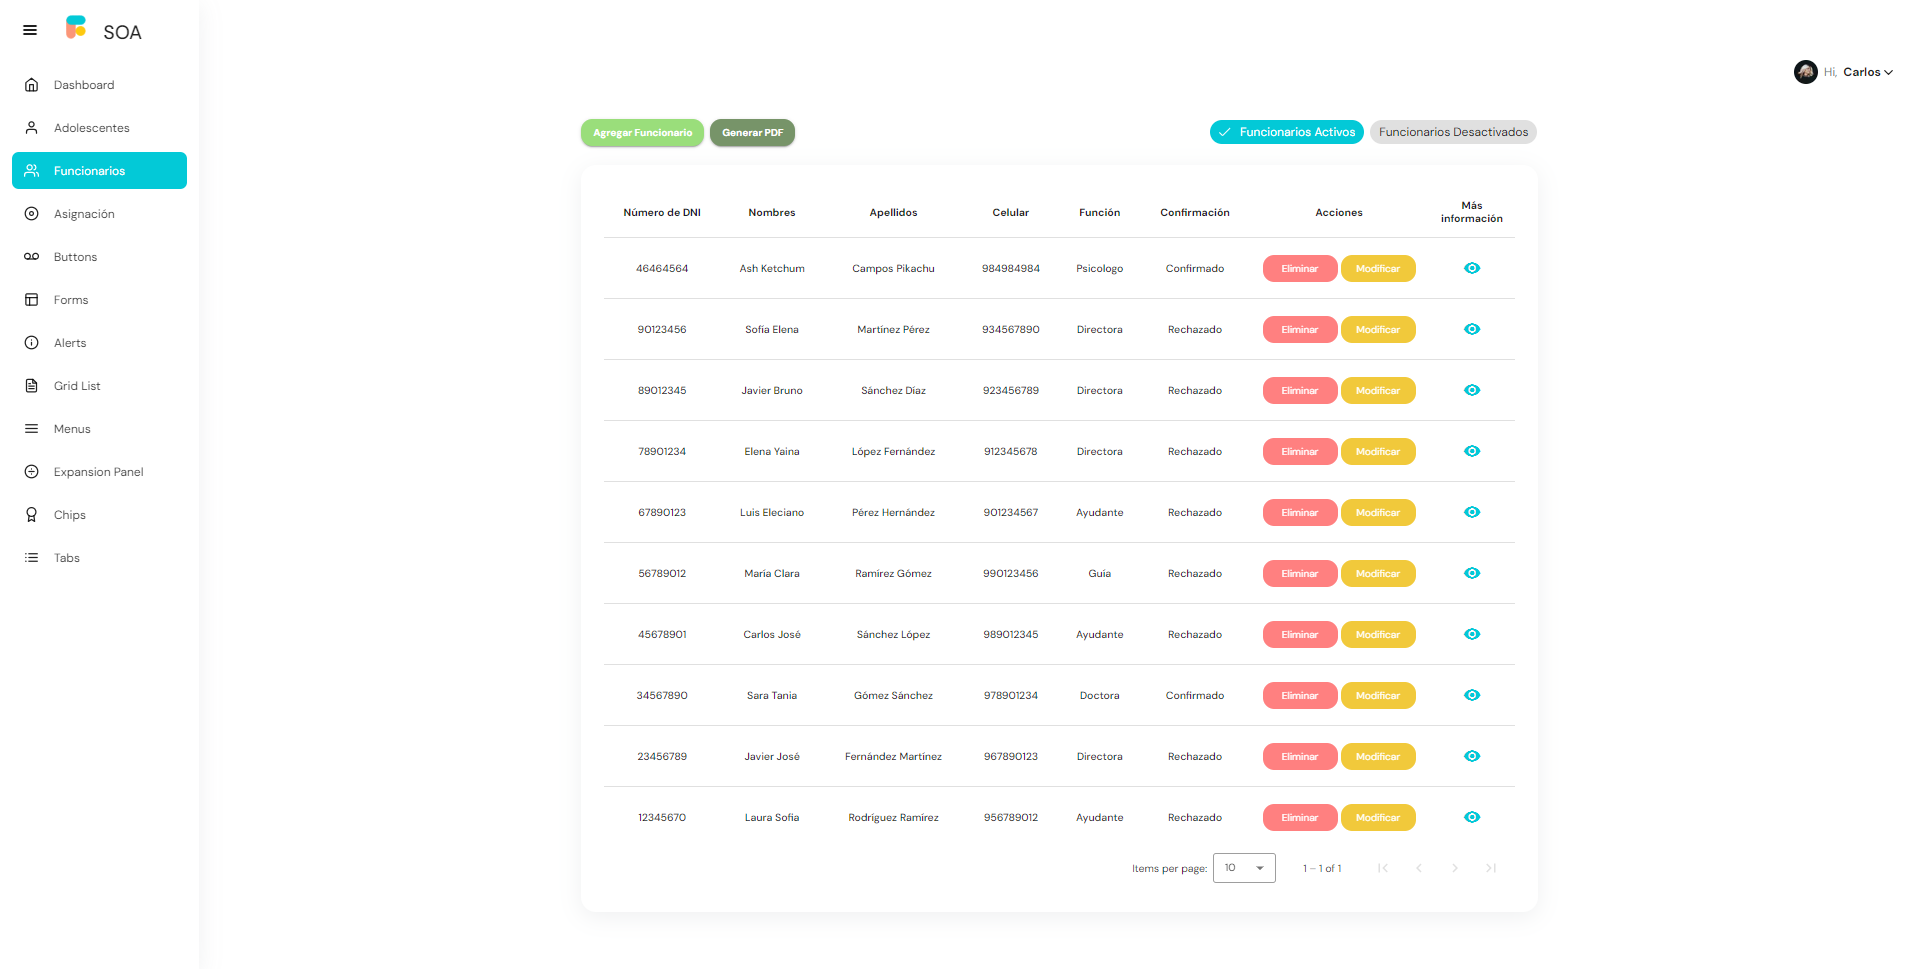 SOA
Dashboard
Adolescentes
Funcionarios
Asignación
Buttons
Forms
Alerts
Grid List
Menus
Expansion Panel
Chips
Tabs
Hi, Carlos
Agregar Funcionario Generar PDF Funcionarios Activos Funcionarios Desactivados
Número de DNI Nombres Apellidos Celular Función Confirmación Acciones Más información
46464564 Ash Ketchum Campos Pikachu 984984984 Psicologo Confirmado Eliminar Modificar
90123456 Sofía Elena Martínez Pérez 934567890 Directora Rechazado Eliminar Modificar
89012345 Javier Bruno Sánchez Díaz 923456789 Directora Rechazado Eliminar Modificar
78901234 Elena Yaina López Fernández 912345678 Directora Rechazado Eliminar Modificar
67890123 Luis Eleciano Pérez Hernández 901234567 Ayudante Rechazado Eliminar Modificar
56789012 María Clara Ramírez Gómez 990123456 Guía Rechazado Eliminar Modificar
45678901 Carlos José Sánchez López 989012345 Ayudante Rechazado Eliminar Modificar
34567890 Sara Tania Gómez Sánchez 978901234 Doctora Confirmado Eliminar Modificar
23456789 Javier José Fernández Martínez 967890123 Directora Rechazado Eliminar Modificar
12345670 Laura Sofía Rodríguez Ramírez 956789012 Ayudante Rechazado Eliminar Modificar
Items per page: 10 1 – 1 of 1